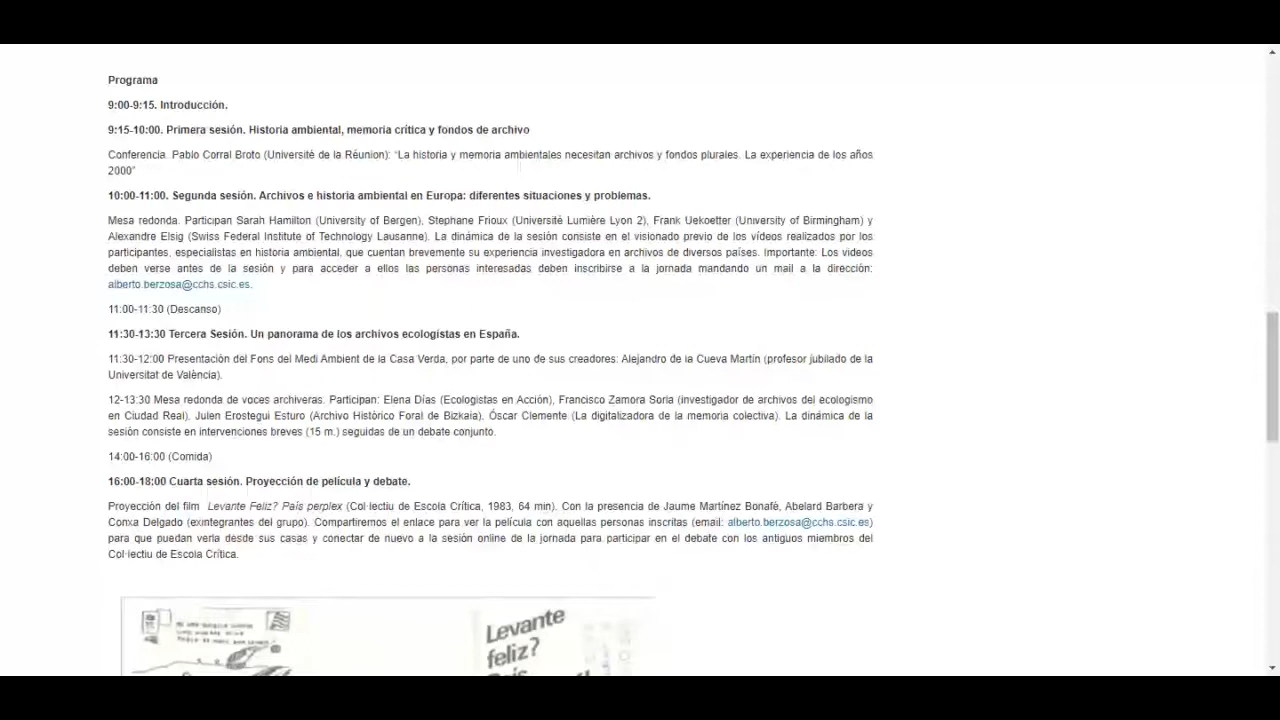 Programa
9:00-9:15. Introducción.
9:15-10:00. Primera sesión. Historia ambiental, memoria crítica y fondos de archivo
Conferencia. Pablo Corral Broto (Université de la Réunion): “La historia y memoria ambientales necesitan archivos y fondos plurales. La experiencia de los años
2000”
10:00-11:00. Segunda sesión. Archivos e historia ambiental en Europa: diferentes situaciones y problemas.
Mesa redonda. Participan Sarah Hamilton (University of Bergen), Stephane Frioux (Université Lumière Lyon 2), Frank Uekoetter (University of Birmingham) y
Alexandre Elsig (Swiss Federal Institute of Technology Lausanne). La dinámica de la sesión consiste en el visionado previo de los vídeos realizados por los
participantes, especialistas en historia ambiental, que cuentan brevemente su experiencia investigadora en archivos de diversos países. Importante: Los videos
deben verse antes de la sesión y para acceder a ellos las personas interesadas deben inscribirse a la jornada mandando un mail a la dirección:
alberto.berzosa@cchs.csic.es.
11:00-11:30 (Descanso)
11:30-13:30 Tercera Sesión. Un panorama de los archivos ecologistas en España.
11:30-12:00 Presentación del Fons del Medi Ambient de la Casa Verda, por parte de uno de sus creadores: Alejandro de la Cueva Martín (profesor jubilado de la
Universitat de València).
12-13:30 Mesa redonda de voces archiveras. Participan: Elena Días (Ecologistas en Acción), Francisco Zamora Soria (investigador de archivos del ecologismo
en Ciudad Real), Julen Erostegui Esturo (Archivo Histórico Foral de Bizkaia), Óscar Clemente (La digitalizadora de la memoria colectiva). La dinámica de la
sesión consiste en intervenciones breves (15 m.) seguidas de un debate conjunto.
14:00-16:00 (Comida)
16:00-18:00 Cuarta sesión. Proyección de película y debate.
Proyección del film Levante Feliz? País perplex (Col·lectiu de Escola Crítica, 1983, 64 min). Con la presencia de Jaume Martínez Bonafé, Abelard Barbera y
Conxa Delgado (exintegrantes del grupo). Compartiremos el enlace para ver la película con aquellas personas inscritas (email: alberto.berzosa@cchs.csic.es)
para que puedan verla desde sus casas y conectar de nuevo a la sesión online de la jornada para participar en el debate con los antiguos miembros del
Col·lectiu de Escola Crítica.
Levante
feliz?